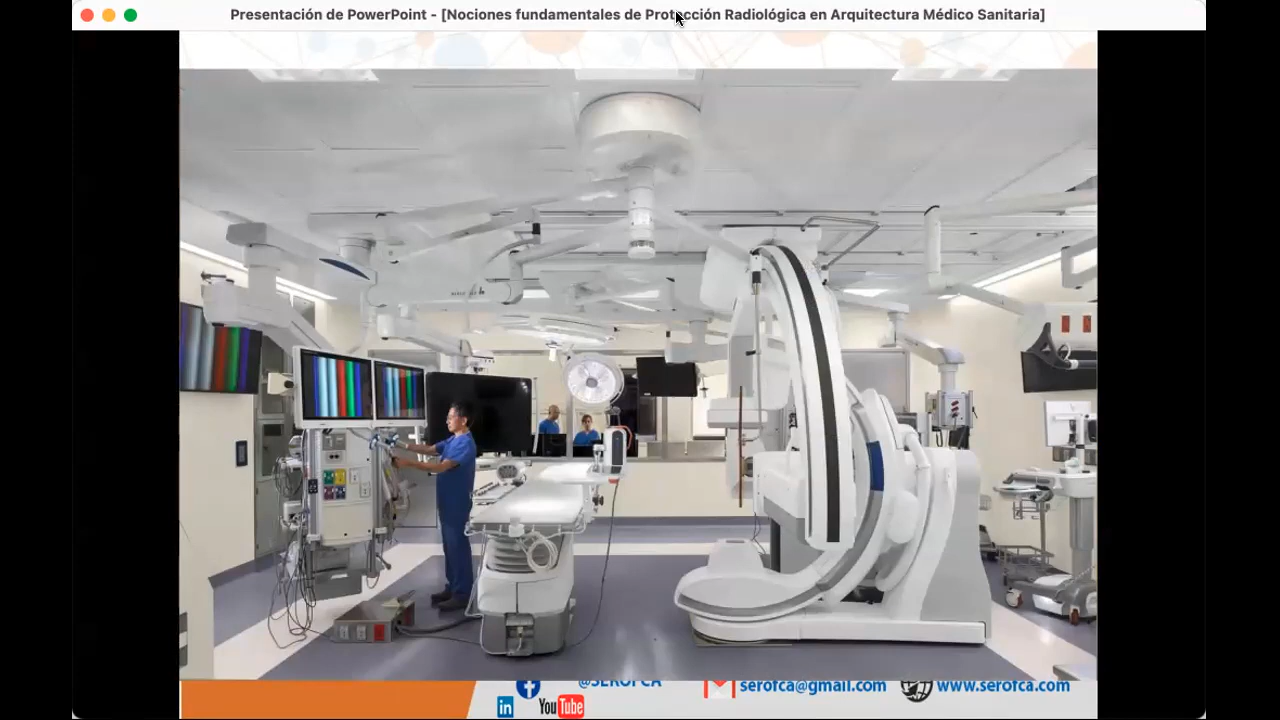 Presentación de PowerPoint - [Nociones fundamentales de Protección Radiológica en Arquitectura Médico Sanitaria]
@SEROFCA
serofca@gmail.com
www.serofca.com
in
YouTube